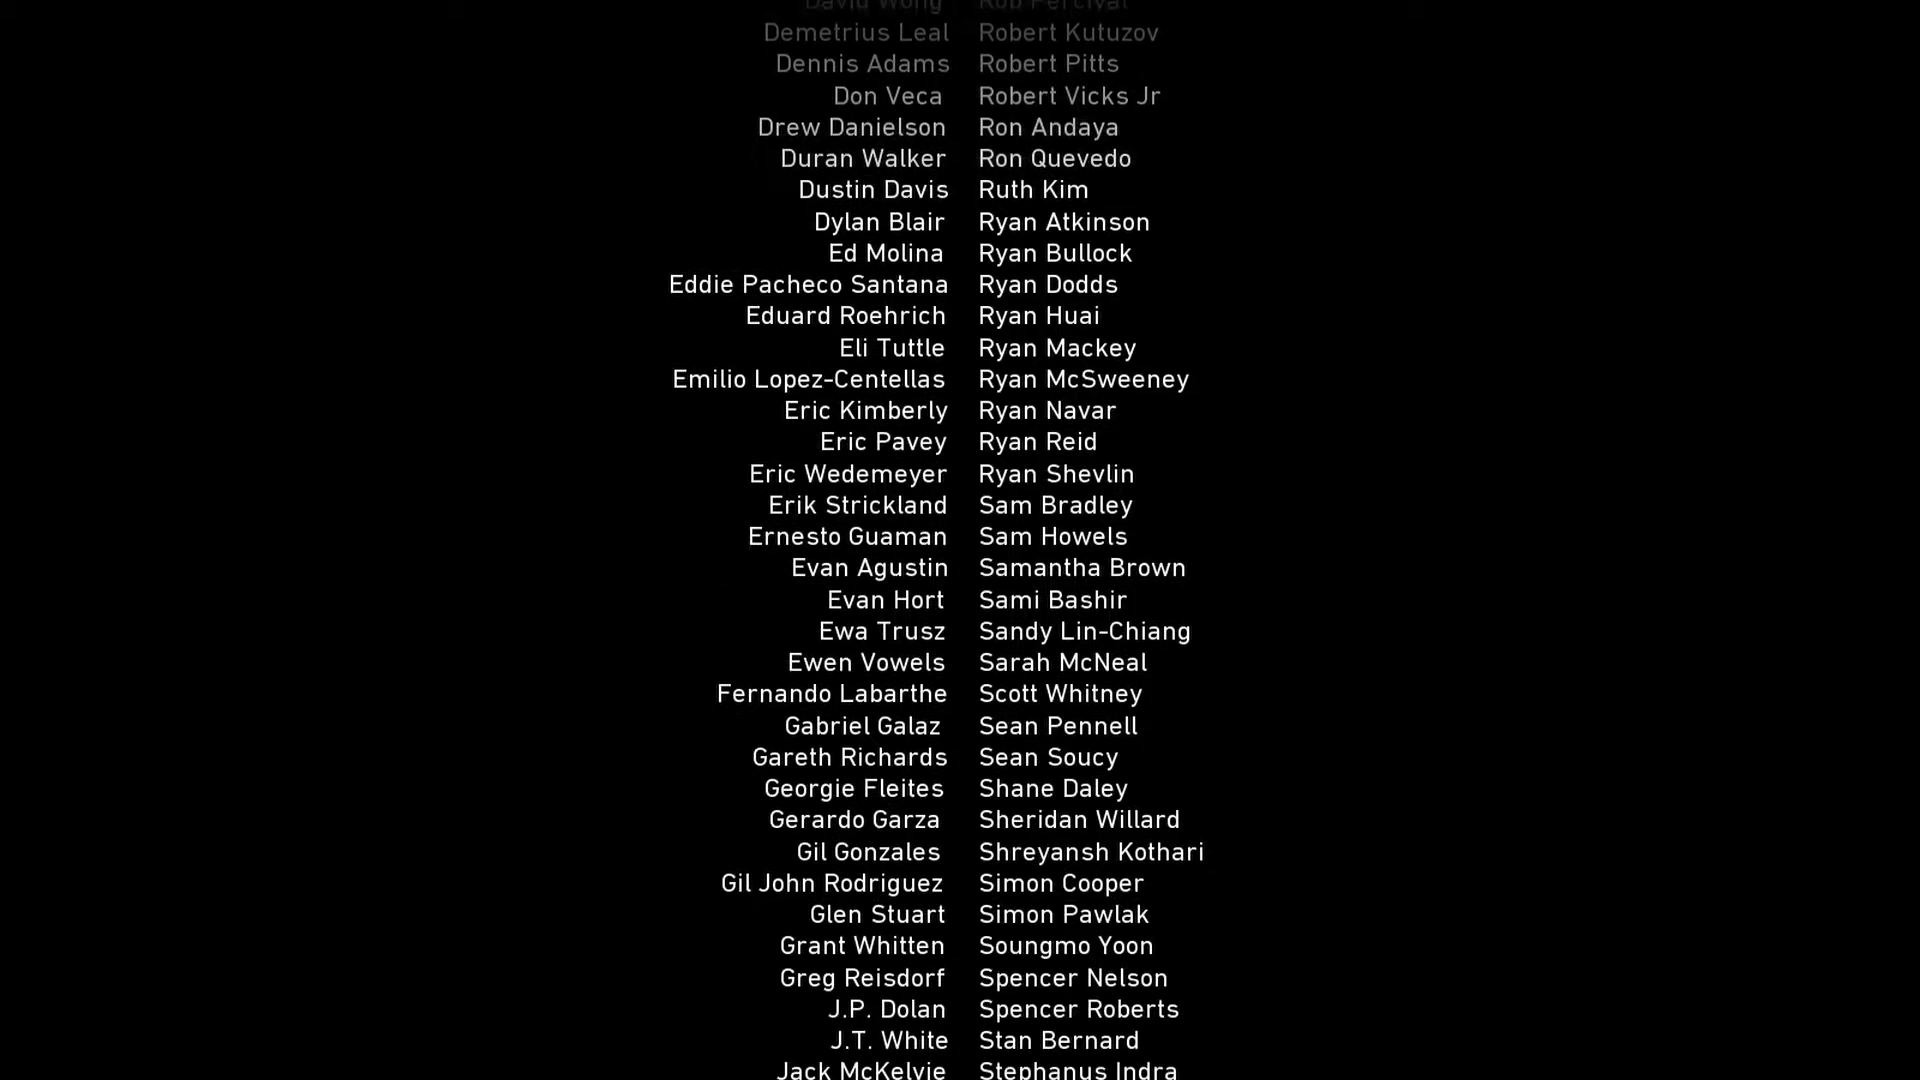 David Wong Rob Percival
Demetrius Leal Robert Kutuzov
Dennis Adams Robert Pitts
Don Veca Robert Vicks Jr
Drew Danielson Ron Andaya
Duran Walker Ron Quevedo
Dustin Davis Ruth Kim
Dylan Blair Ryan Atkinson
Ed Molina Ryan Bullock
Eddie Pacheco Santana Ryan Dodds
Eduard Roehrich Ryan Huai
Eli Tuttle Ryan Mackey
Emilio Lopez-Centellas Ryan McSweeney
Eric Kimberly Ryan Navar
Eric Pavey Ryan Reid
Eric Wedemeyer Ryan Shevlin
Erik Strickland Sam Bradley
Ernesto Guaman Sam Howels
Evan Agustin Samantha Brown
Evan Hort Sami Bashir
Ewa Trusz Sandy Lin-Chiang
Ewen Vowels Sarah McNeal
Fernando Labarthe Scott Whitney
Gabriel Galaz Sean Pennell
Gareth Richards Sean Soucy
Georgie Fleites Shane Daley
Gerardo Garza Sheridan Willard
Gil Gonzales Shreyansh Kothari
Gil John Rodriguez Simon Cooper
Glen Stuart Simon Pawlak
Grant Whitten Soungmo Yoon
Greg Reisdorf Spencer Nelson
J.P. Dolan Spencer Roberts
J.T. White Stan Bernard
Jack McKelvie Stephanus Indra